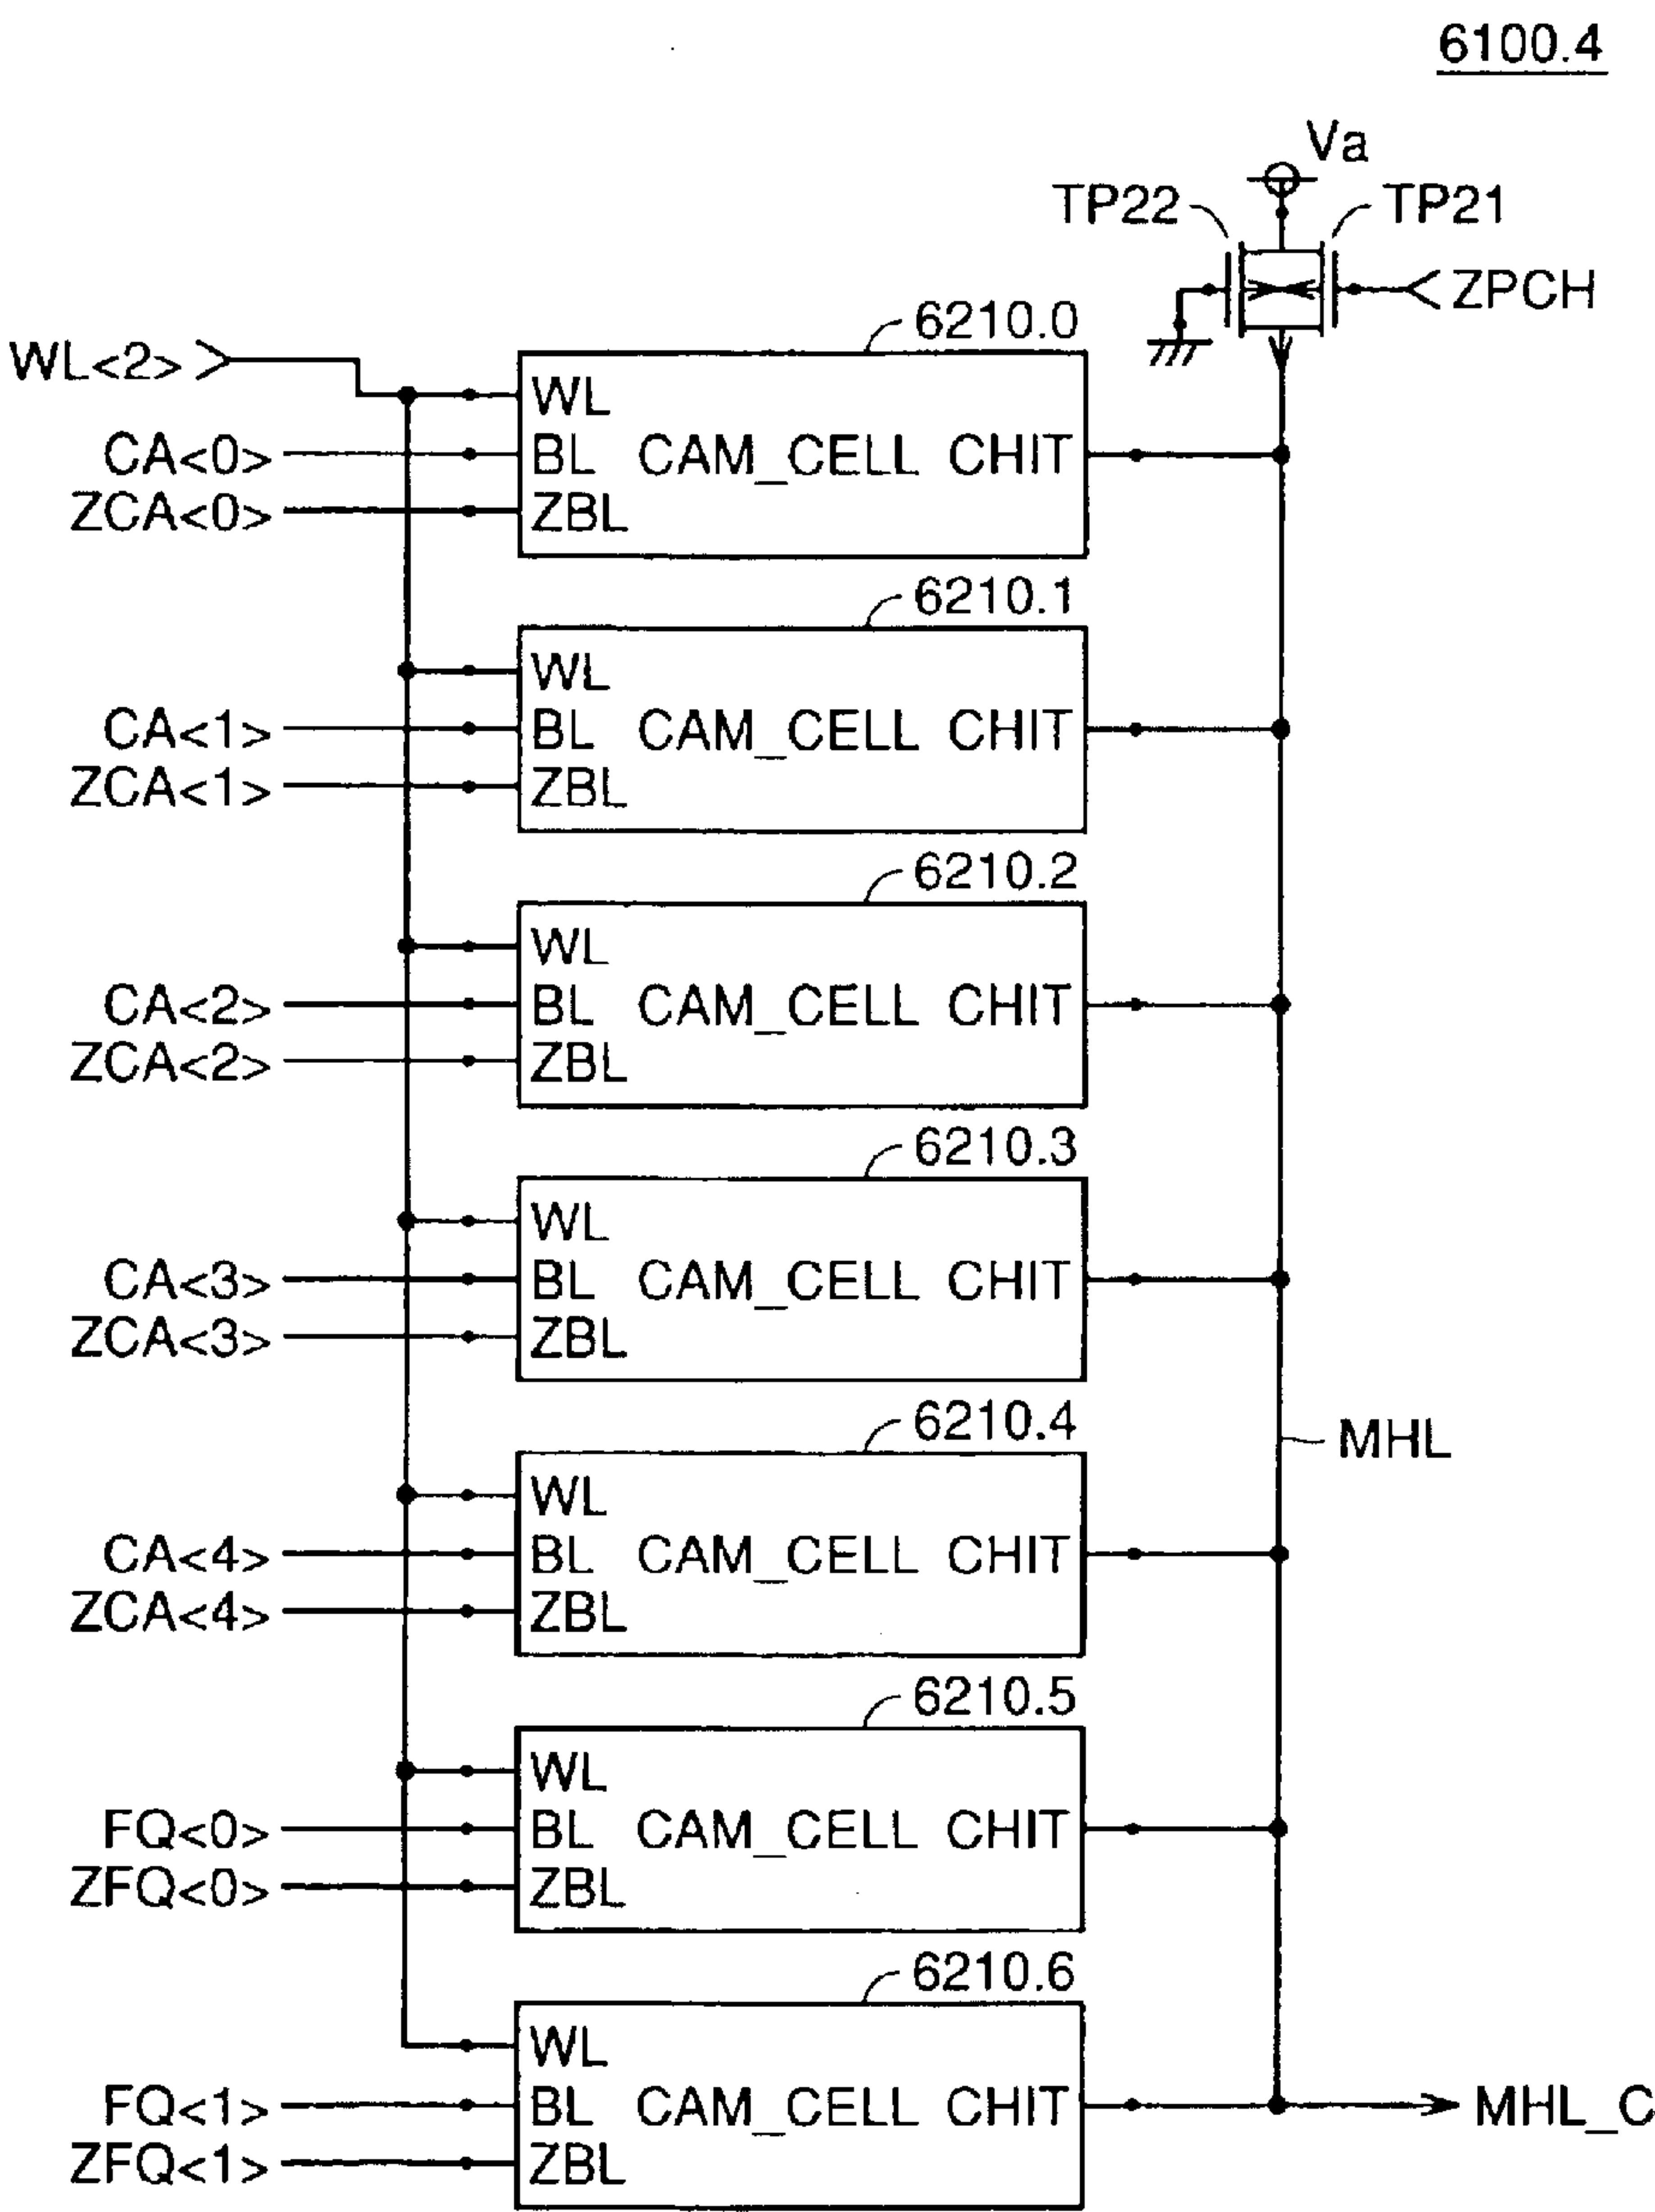 6100.4
Va
TP22 TP21
ZPCH
6210.0
WL<2>
WL
CA<0> BL CAM_CELL CHIT
ZCA<0> ZBL
6210.1
WL
CA<1> BL CAM_CELL CHIT
ZCA<1> ZBL
6210.2
WL
CA<2> BL CAM_CELL CHIT
ZCA<2> ZBL
6210.3
WL
CA<3> BL CAM_CELL CHIT
ZCA<3> ZBL
6210.4
MHL
WL
CA<4> BL CAM_CELL CHIT
ZCA<4> ZBL
6210.5
WL
FQ<0> BL CAM_CELL CHIT
ZFQ<0> ZBL
6210.6
WL
FQ<1> BL CAM_CELL CHIT MHL_C
ZFQ<1> ZBL